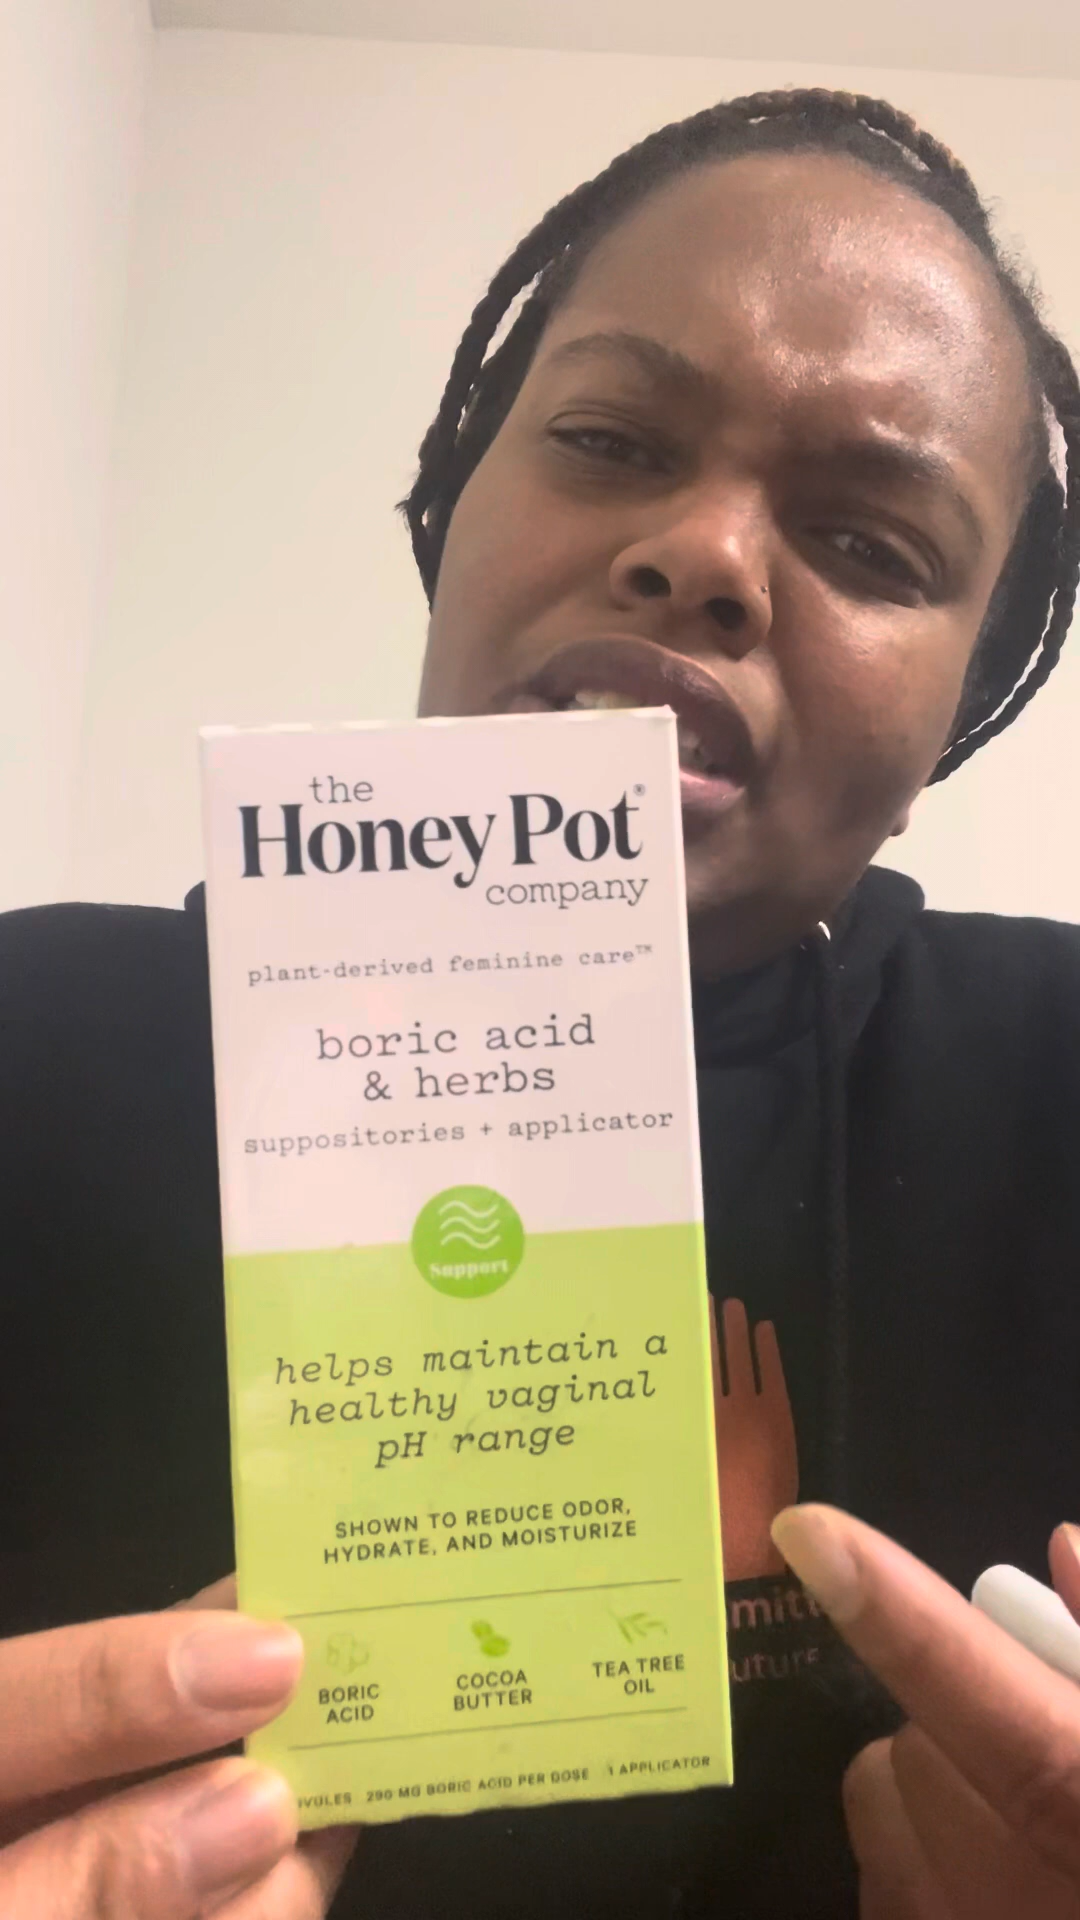 the
Honey Pot®
company
plant-derived feminine care™
boric acid
& herbs
suppositories + applicator
Support
helps maintain a
healthy vaginal
pH range
SHOWN TO REDUCE ODOR,
HYDRATE, AND MOISTURIZE
BORIC
ACID
COCOA
BUTTER
TEA TREE
OIL
290 MG BORIC ACID PER DOSE 1 APPLICATOR